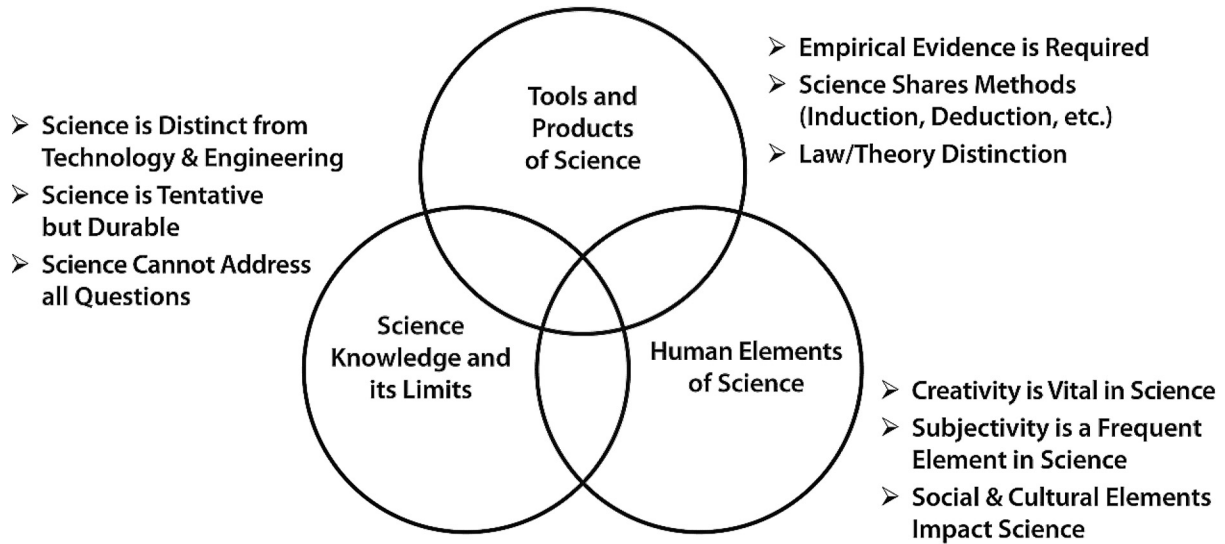 Tools and
Products
of Science
➢ Empirical Evidence is Required
➢ Science Shares Methods
(Induction, Deduction, etc.)
➢ Law/Theory Distinction
➢ Science is Distinct from
Technology & Engineering
➢ Science is Tentative
but Durable
➢ Science Cannot Address
all Questions
Science
Knowledge and
its Limits
Human Elements
of Science
➢ Creativity is Vital in Science
➢ Subjectivity is a Frequent
Element in Science
➢ Social & Cultural Elements
Impact Science